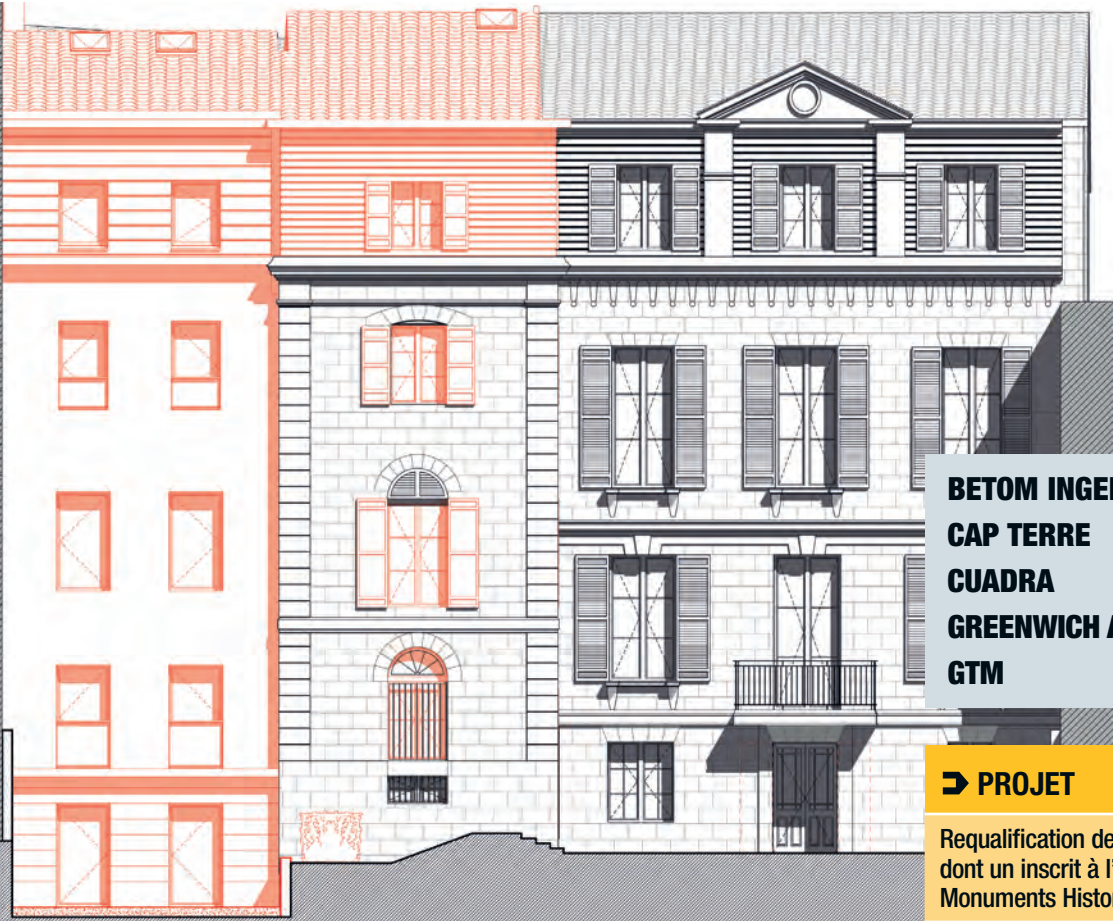 BETOM INGE
CAP TERRE
CUADRA
GREENWICH
GTM
➲ PROJET
Requalification de
dont un inscrit à l'
Monuments Histo